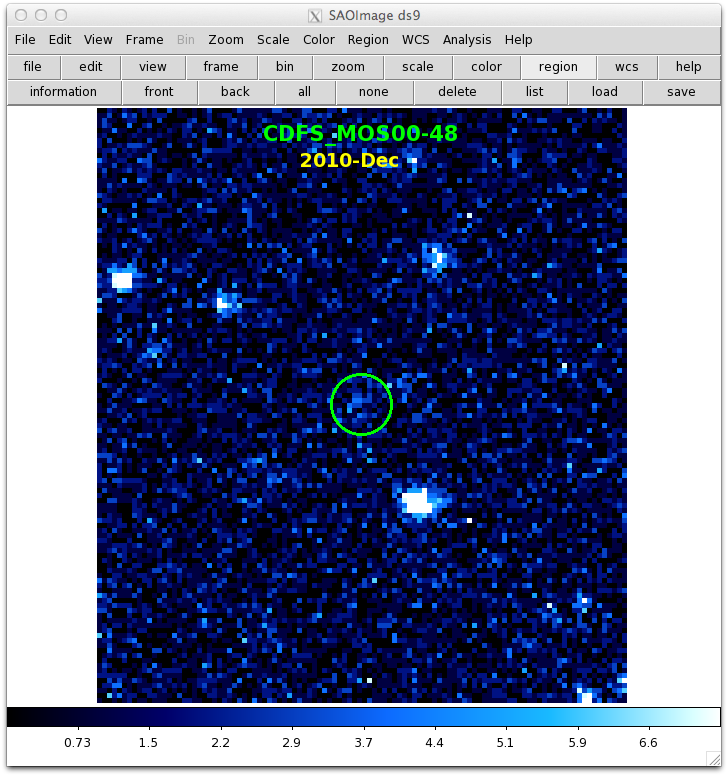 SAOImage ds9
File Edit View Frame Bin Zoom Scale Color Region WCS Analysis Help
file edit view frame bin zoom scale color region wcs help
information front back all none delete list load save
CDFS_MOS00-48
2010-Dec
0.73 1.5 2.2 2.9 3.7 4.4 5.1 5.9 6.6